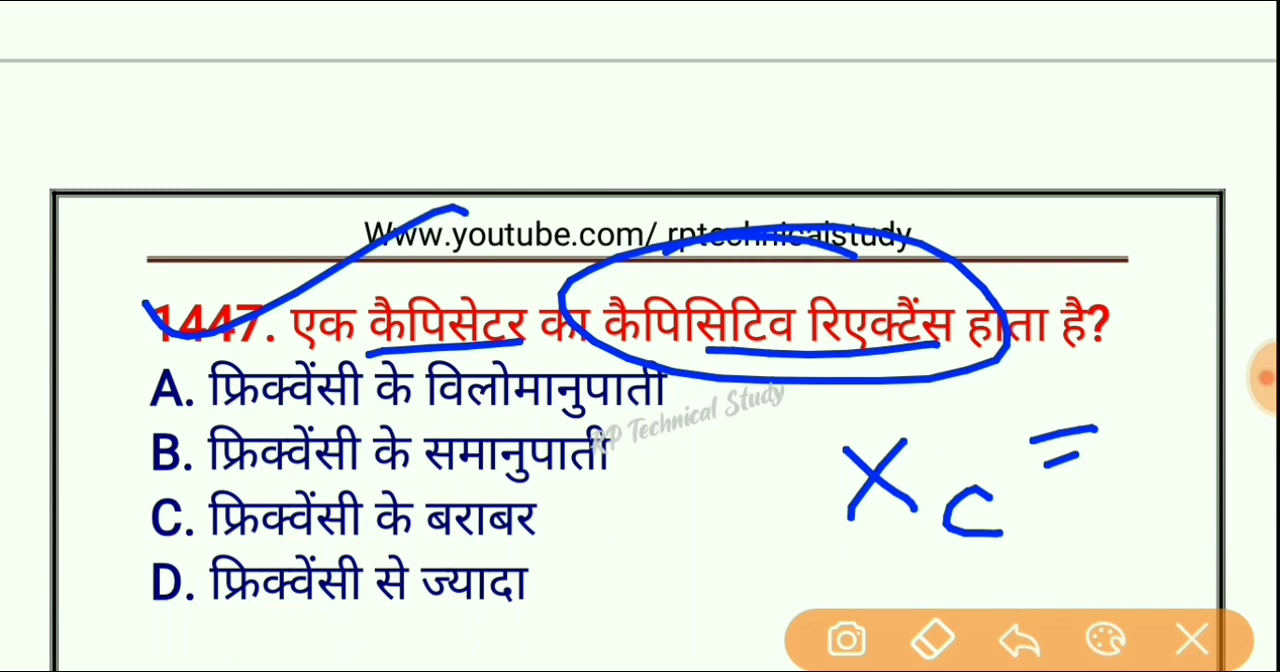 Www.youtube.com/ rptechnicalstudy
1447. एक कैपिसेटर का कैपिसिटिव रिएक्टैंस होता है?
A. फ्रिक्वेंसी के विलोमानुपाती
B. फ्रिक्वेंसी के समानुपाती
RP Technical Study
C. फ्रिक्वेंसी के बराबर
D. फ्रिक्वेंसी से ज्यादा
Xc =